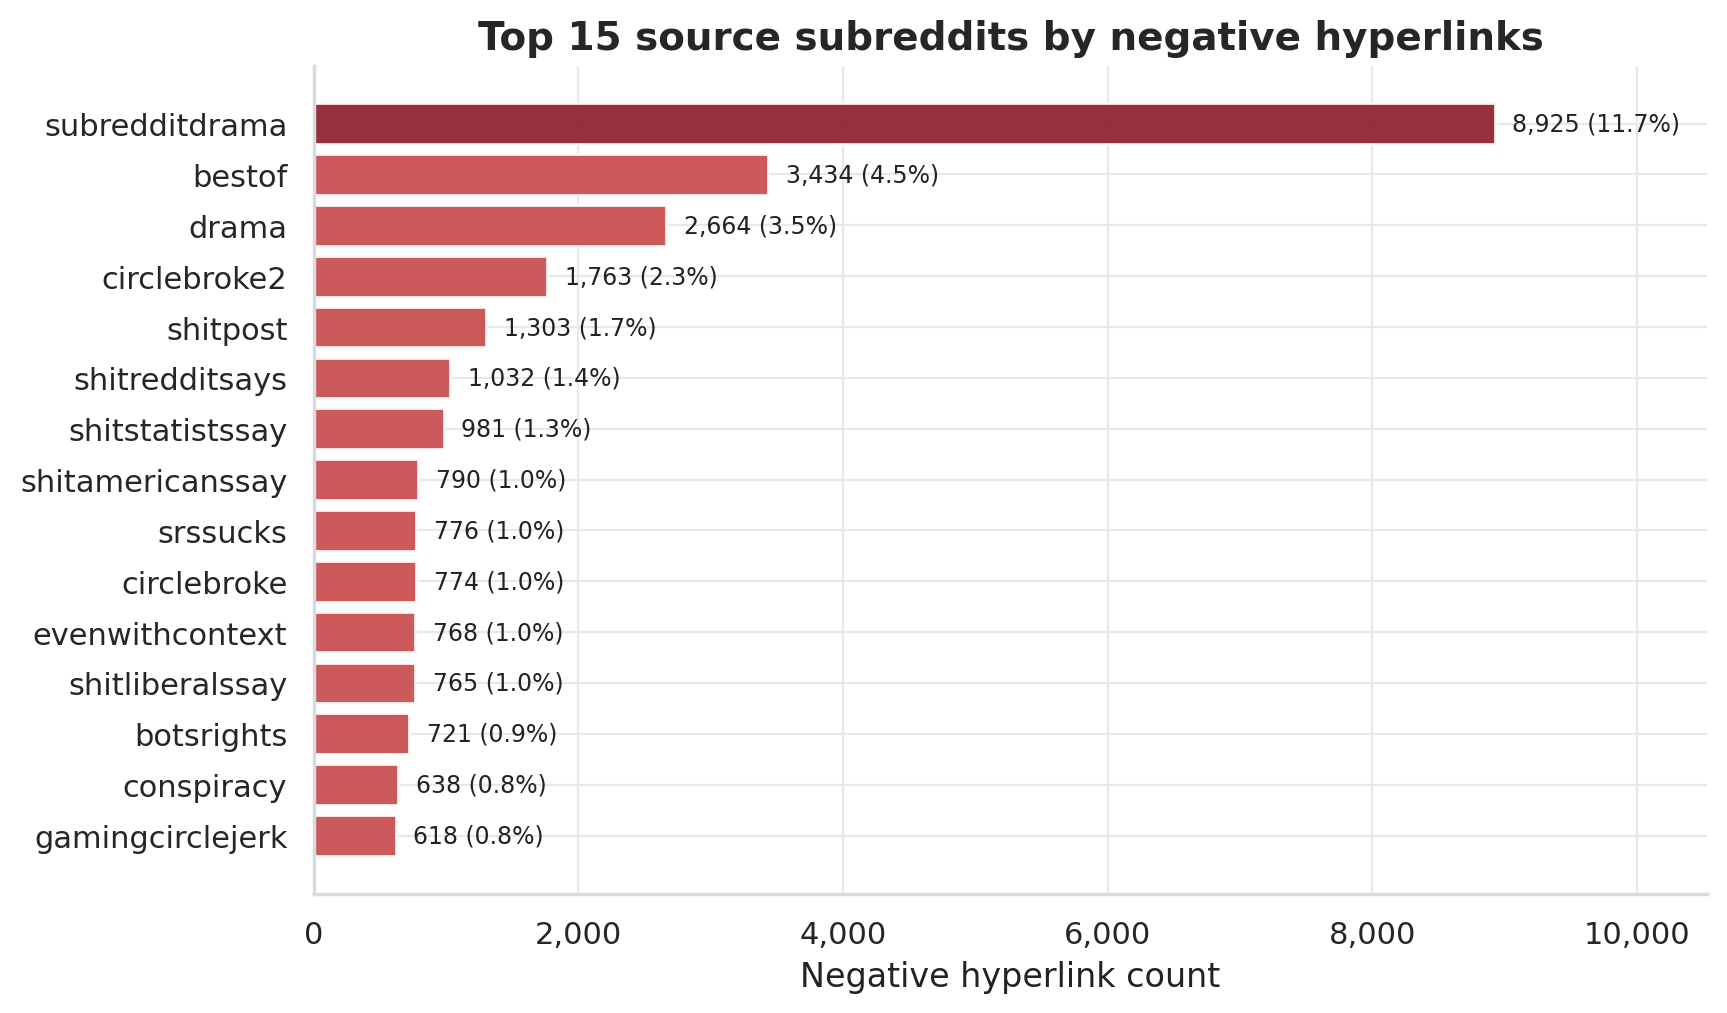 Top 15 source subreddits by negative hyperlinks
subredditdrama 8,925 (11.7%)
bestof 3,434 (4.5%)
drama 2,664 (3.5%)
circlebroke2 1,763 (2.3%)
shitpost 1,303 (1.7%)
shitredditsays 1,032 (1.4%)
shitstatistssay 981 (1.3%)
shitamericanssay 790 (1.0%)
srssucks 776 (1.0%)
circlebroke 774 (1.0%)
evenwithcontext 768 (1.0%)
shitliberalssay 765 (1.0%)
botsrights 721 (0.9%)
conspiracy 638 (0.8%)
gamingcirclejerk 618 (0.8%)
0 2,000 4,000 6,000 8,000 10,000
Negative hyperlink count